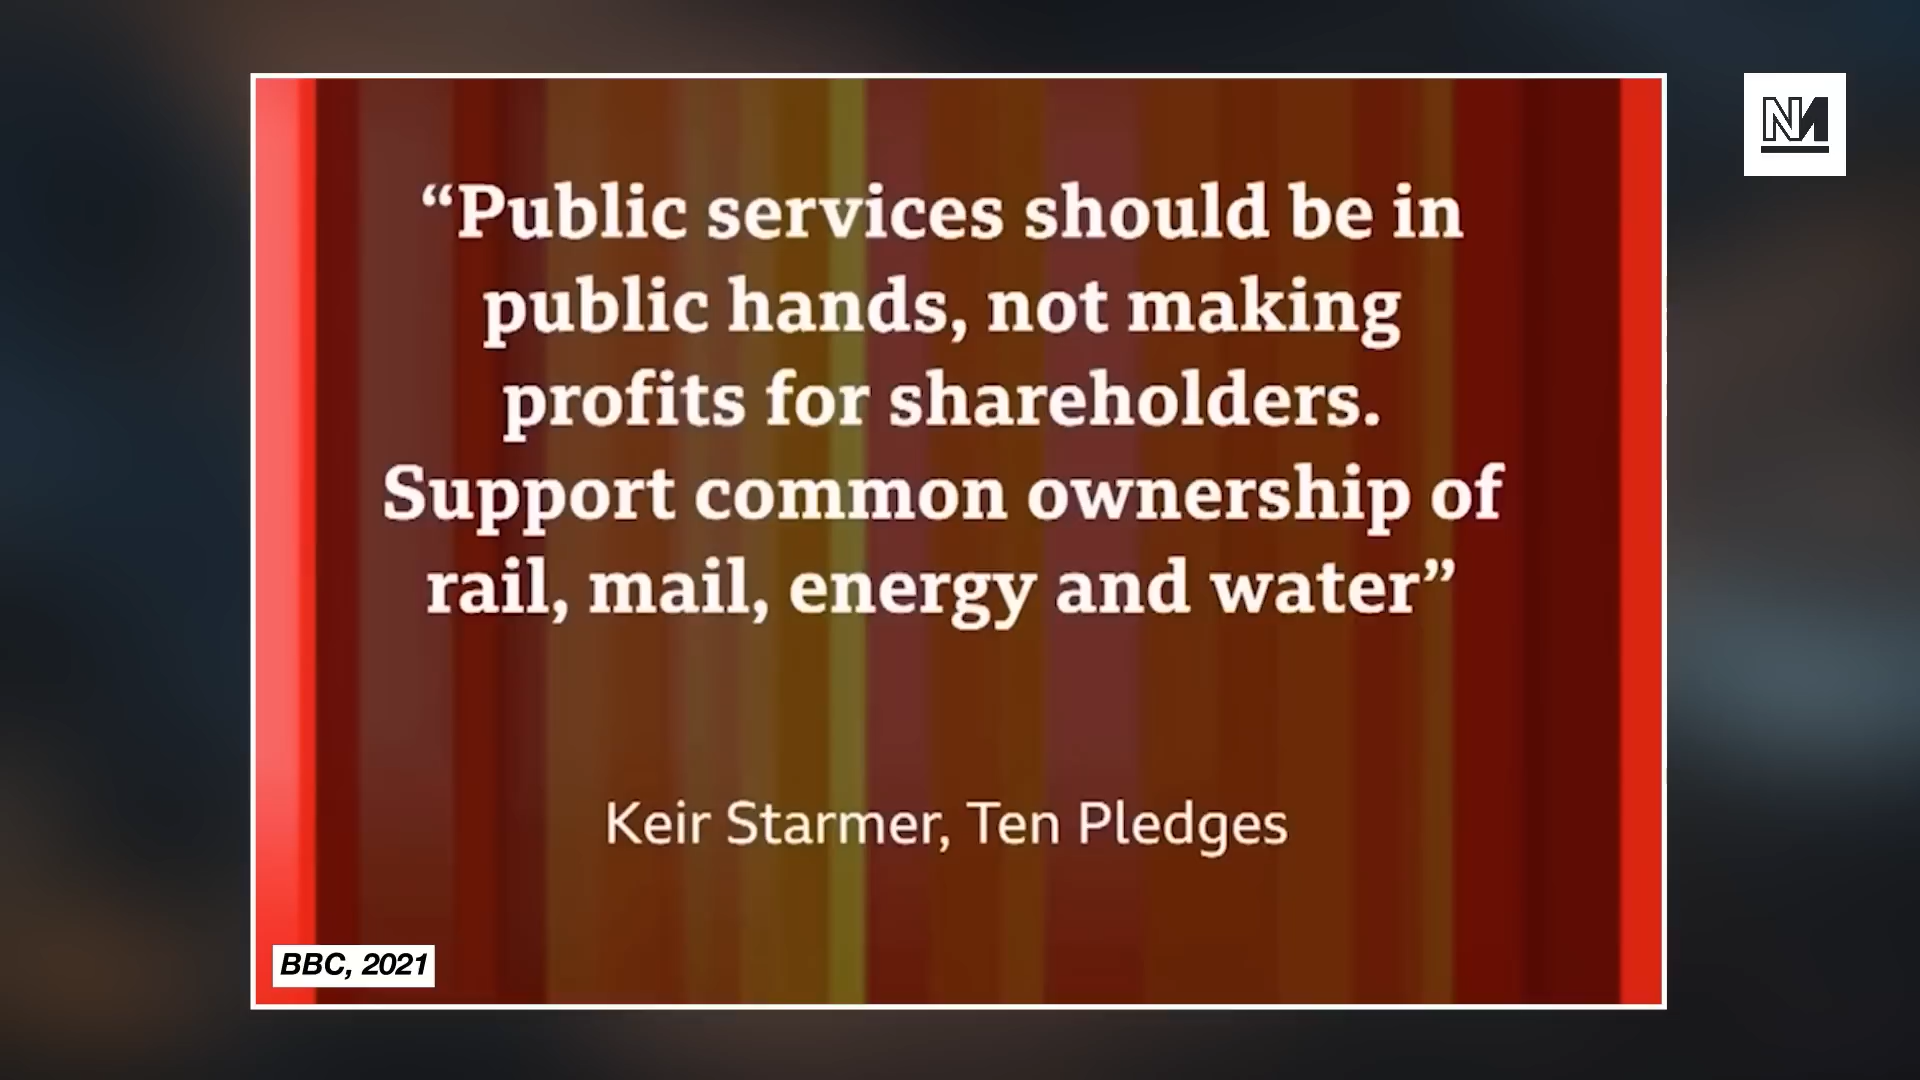 “Public services should be in
public hands, not making
profits for shareholders.
Support common ownership of
rail, mail, energy and water”
Keir Starmer, Ten Pledges
BBC, 2021
NM